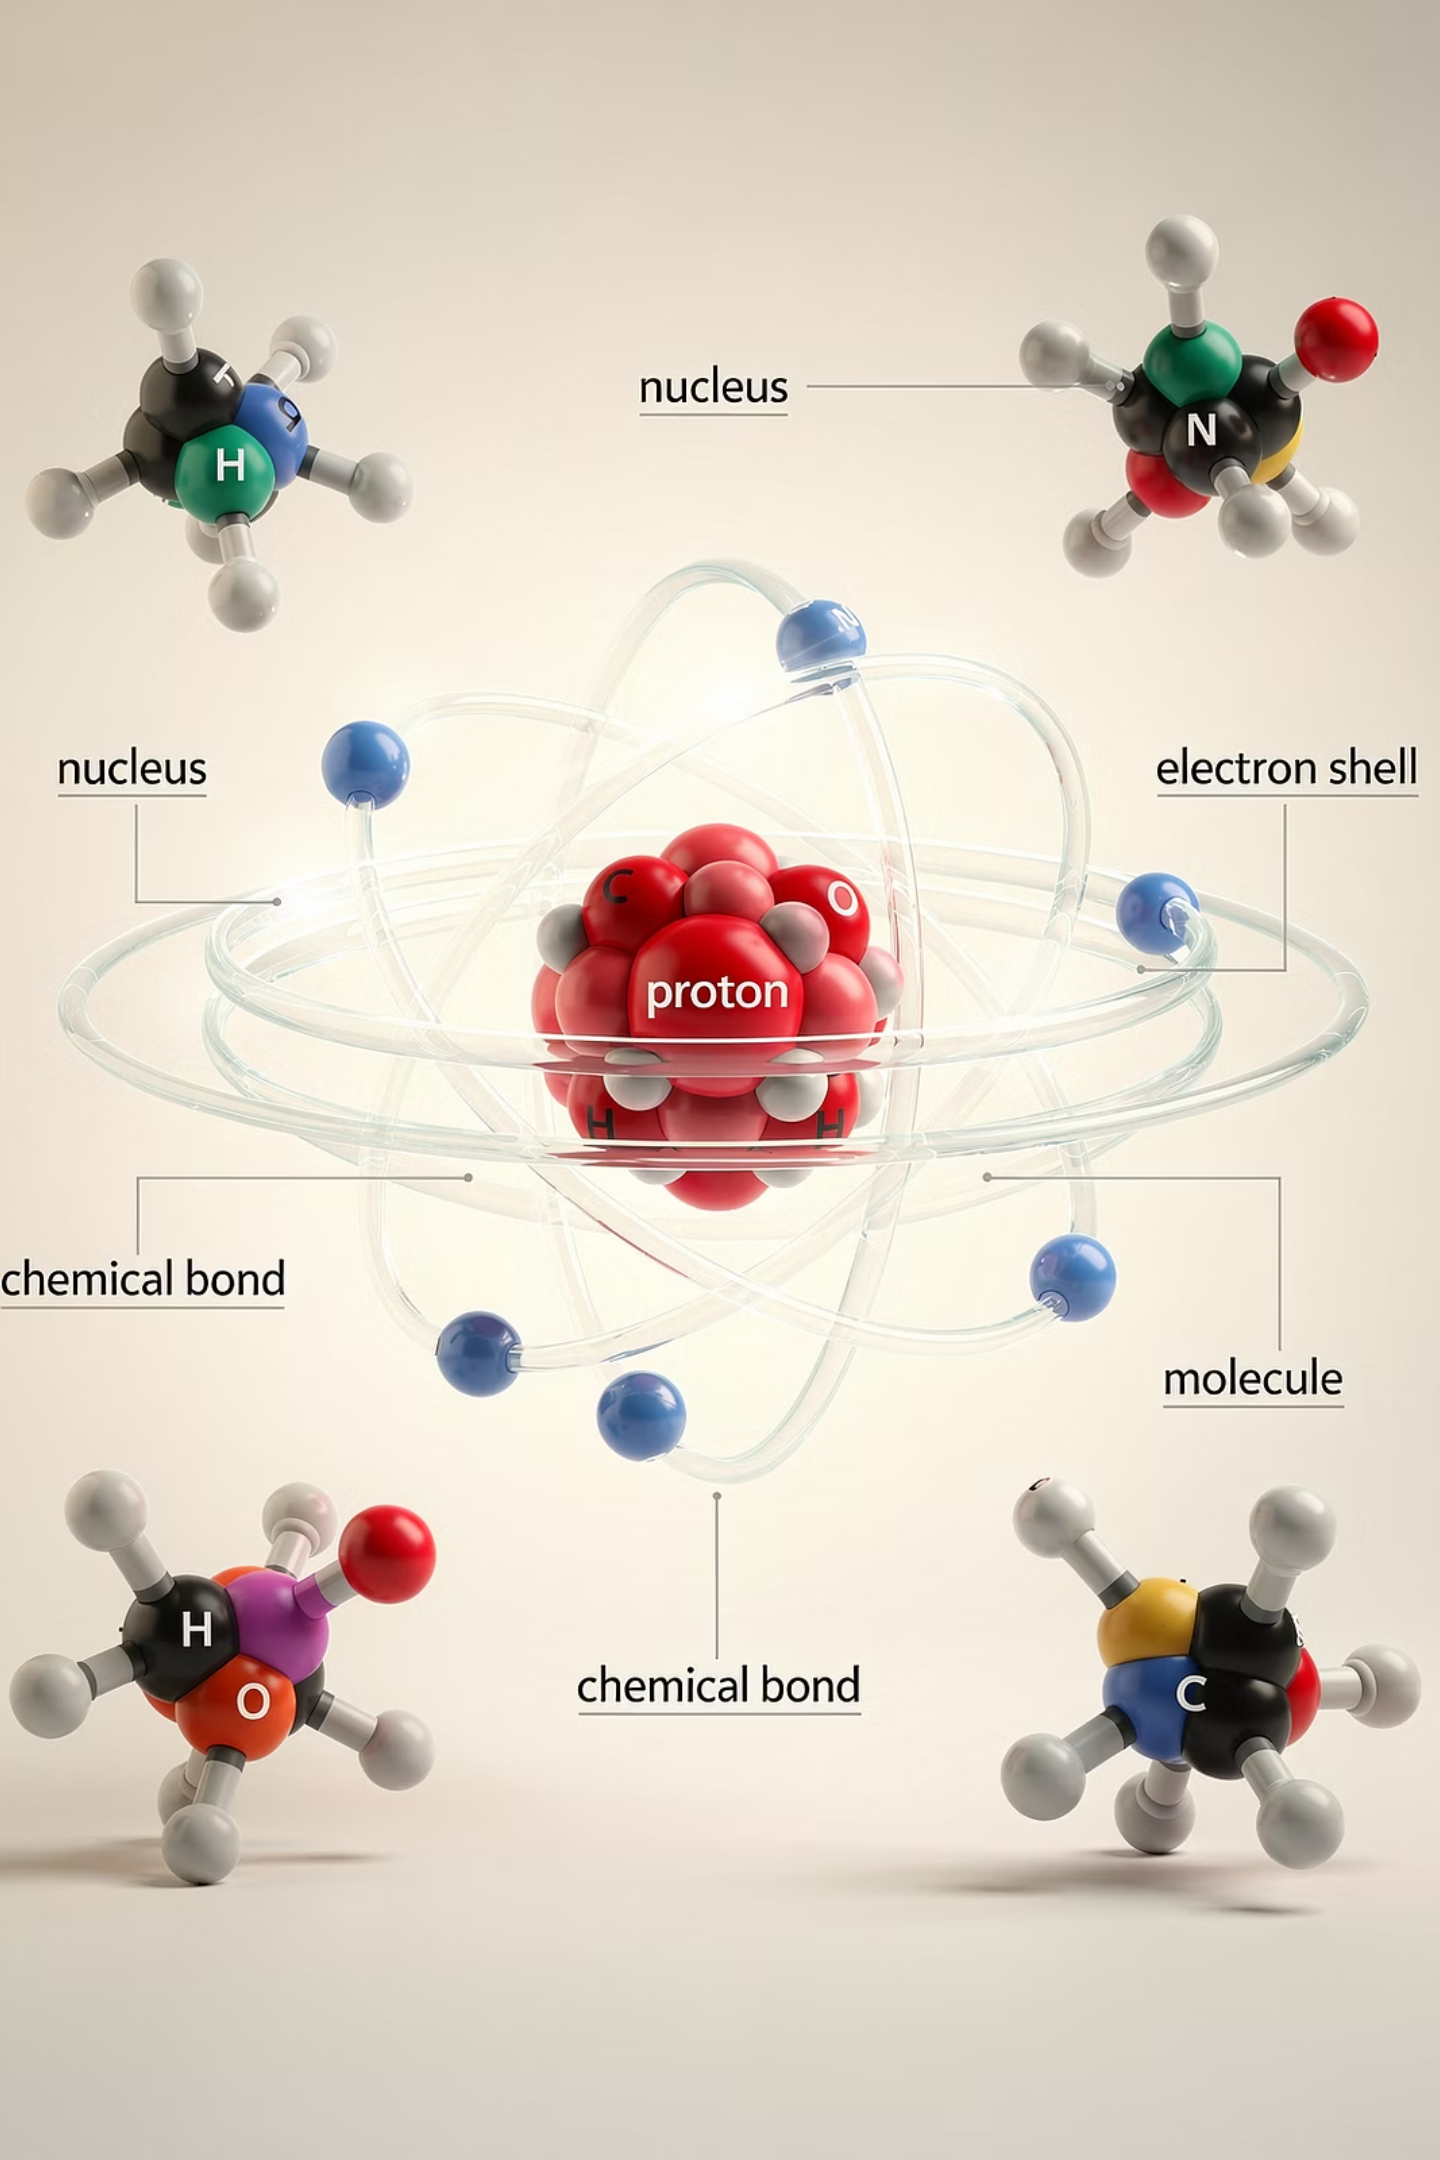 nucleus
H
N
N
nucleus
electron shell
C
O
proton
H
H
chemical bond
molecule
H
O
chemical bond
C